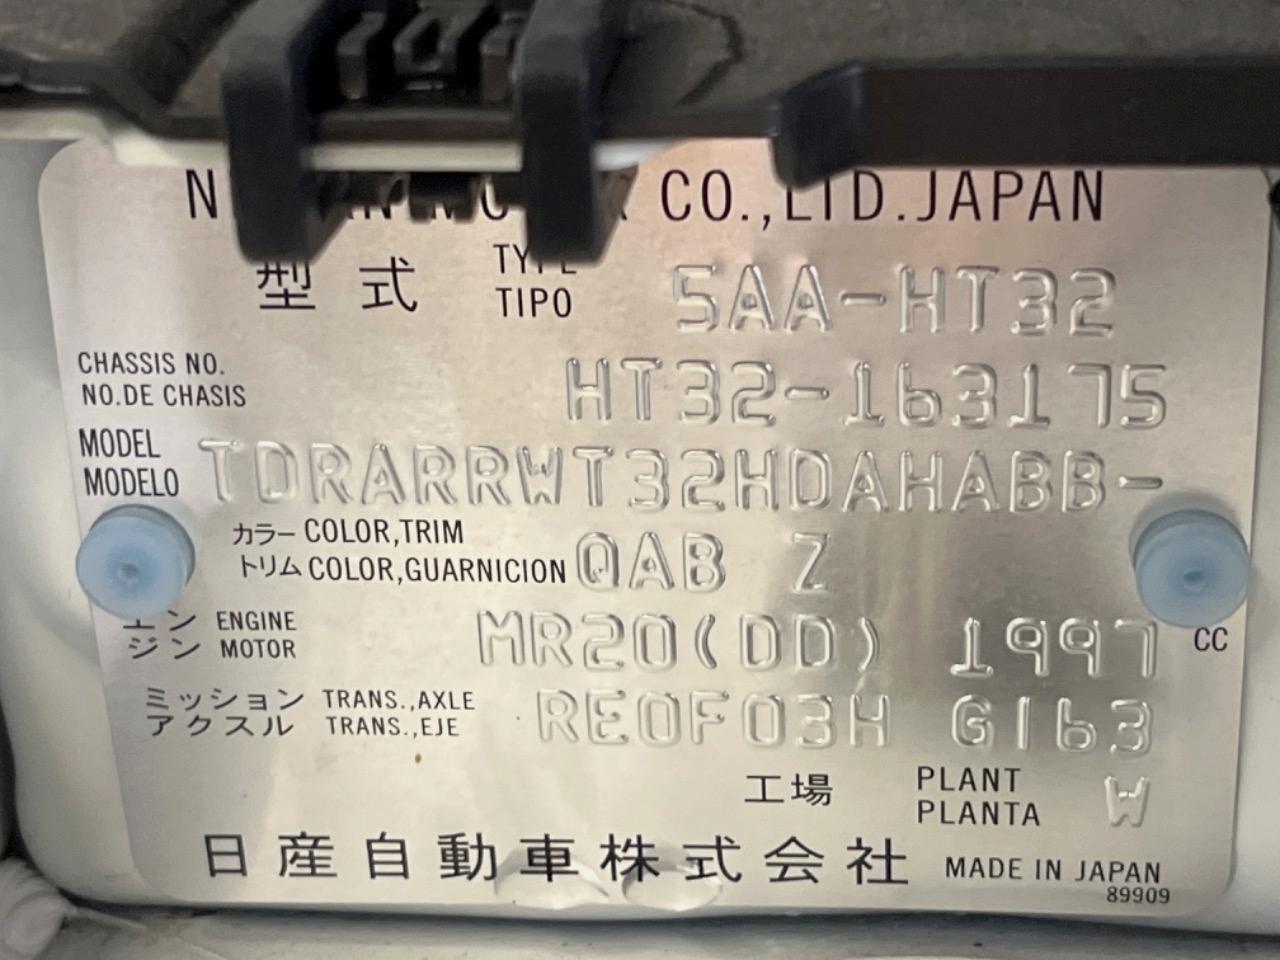 CO.,LTD.JAPAN
型式 TYPE 5AA-HT32
TIPO
CHASSIS NO. HT32-163175
NO.DE CHASIS
MODEL TDRARRWT32HDAHABB-
MODELO
カラー COLOR,TRIM QAB Z
トリム COLOR,GUARNICION
エン ENGINE MR20(DD) 1997 CC
ジン MOTOR
ミッション TRANS.,AXLE RE0F03H G163
アクスル TRANS.,EJE
工場 PLANT W
PLANTA
日産自動車株式会社 MADE IN JAPAN
89909